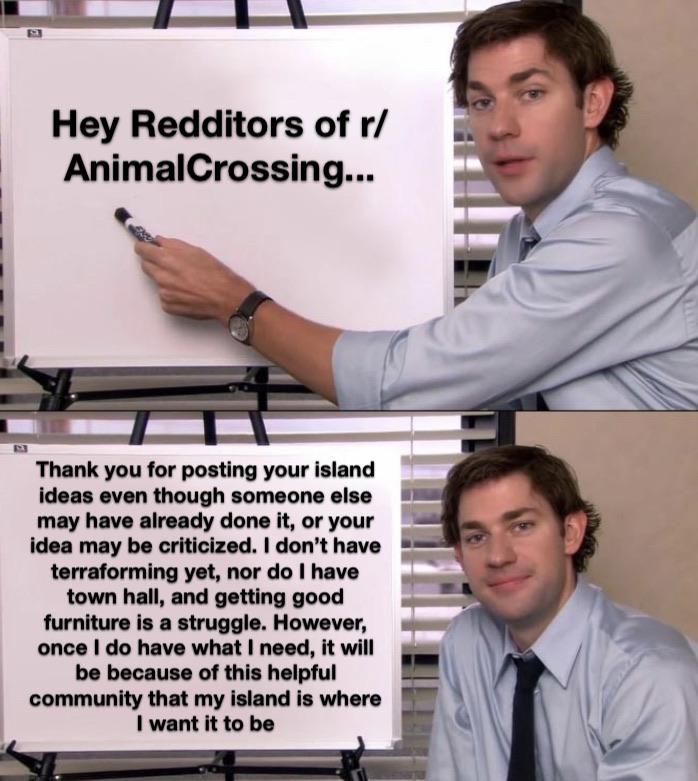 Hey Redditors of r/
AnimalCrossing...
Thank you for posting your island
ideas even though someone else
may have already done it, or your
idea may be criticized. I don’t have
terraforming yet, nor do I have
town hall, and getting good
furniture is a struggle. However,
once I do have what I need, it will
be because of this helpful
community that my island is where
I want it to be